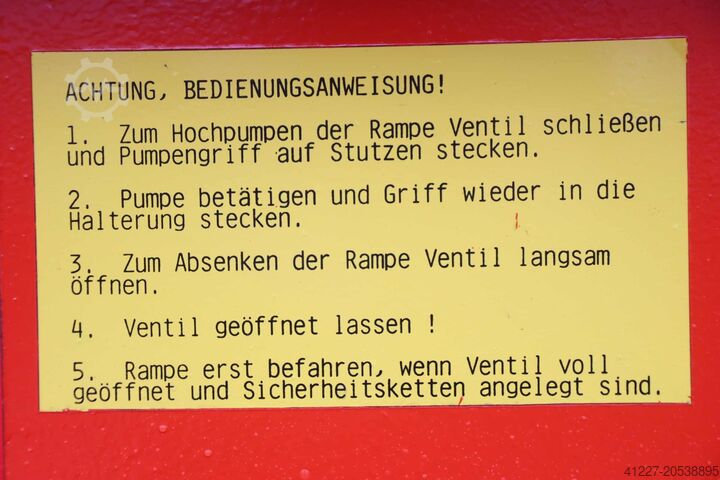 ACHTUNG, BEDIENUNGSANWEISUNG!
1. Zum Hochpumpen der Rampe Ventil schließen
und Pumpengriff auf Stutzen stecken.
2. Pumpe betätigen und Griff wieder in die
Halterung stecken.
3. Zum Absenken der Rampe Ventil langsam
öffnen.
4. Ventil geöffnet lassen !
5. Rampe erst befahren, wenn Ventil voll
geöffnet und Sicherheitsketten angelegt sind.
41227-20538895